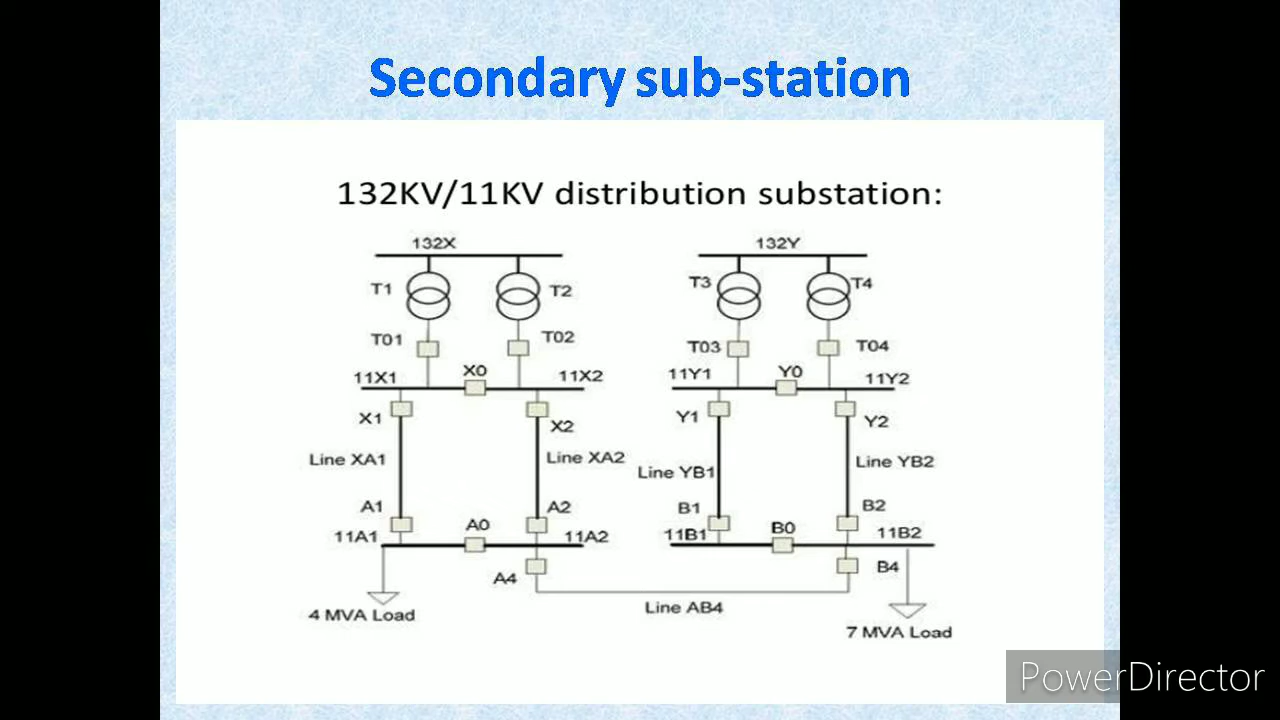 Secondary sub-station
132KV/11KV distribution substation:
132X
132Y
T1
T2
T3
T4
T01
T02
T03
T04
11X1
X0
11X2
11Y1
Y0
11Y2
X1
X2
Y1
Y2
Line XA1
Line XA2
Line YB1
Line YB2
A1
A2
B1
B2
11A1
A0
11A2
11B1
B0
11B2
A4
B4
4 MVA Load
Line AB4
7 MVA Load
PowerDirector